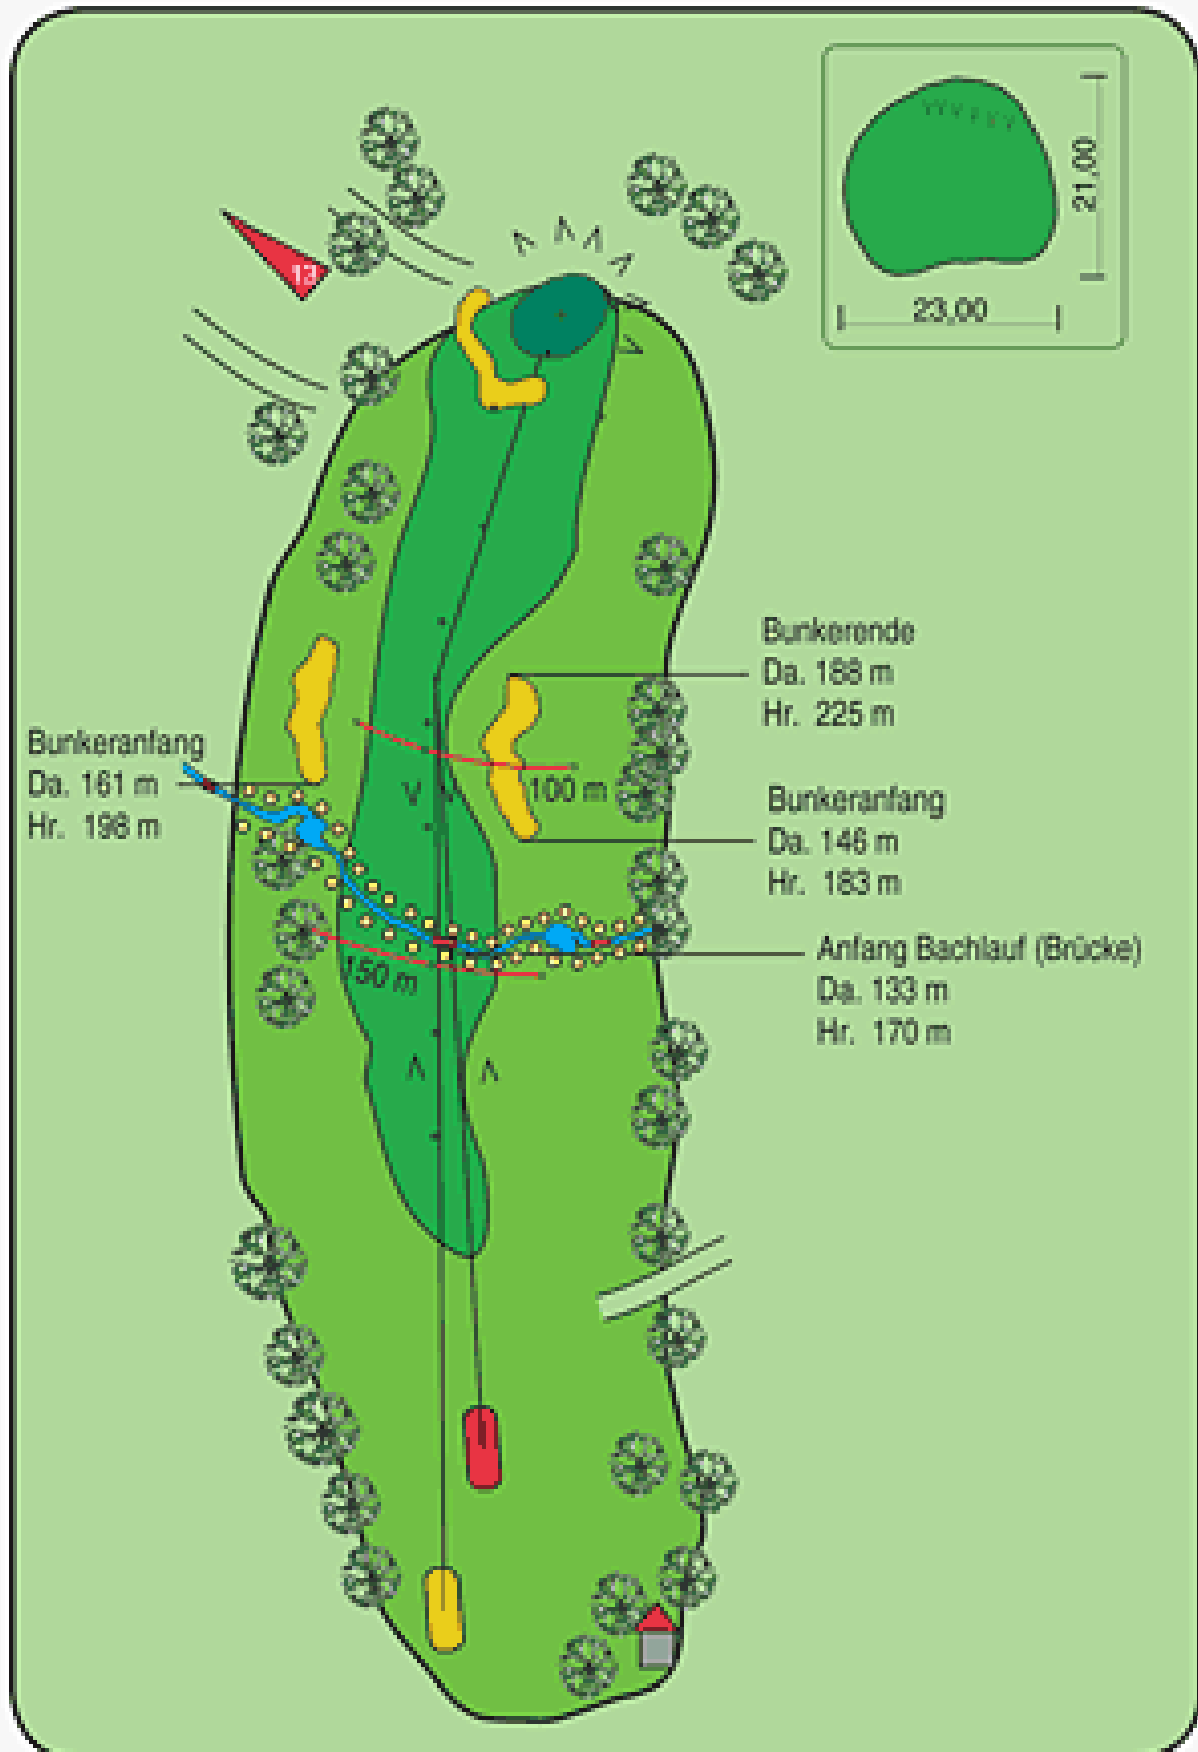 21,00
13
23,00
Bunkerende
Da. 188 m
Hr. 225 m
Bunkeranfang
Da. 161 m
Hr. 198 m
100 m
Bunkeranfang
Da. 146 m
Hr. 183 m
Anfang Bachlauf (Brücke)
Da. 133 m
Hr. 170 m
150 m